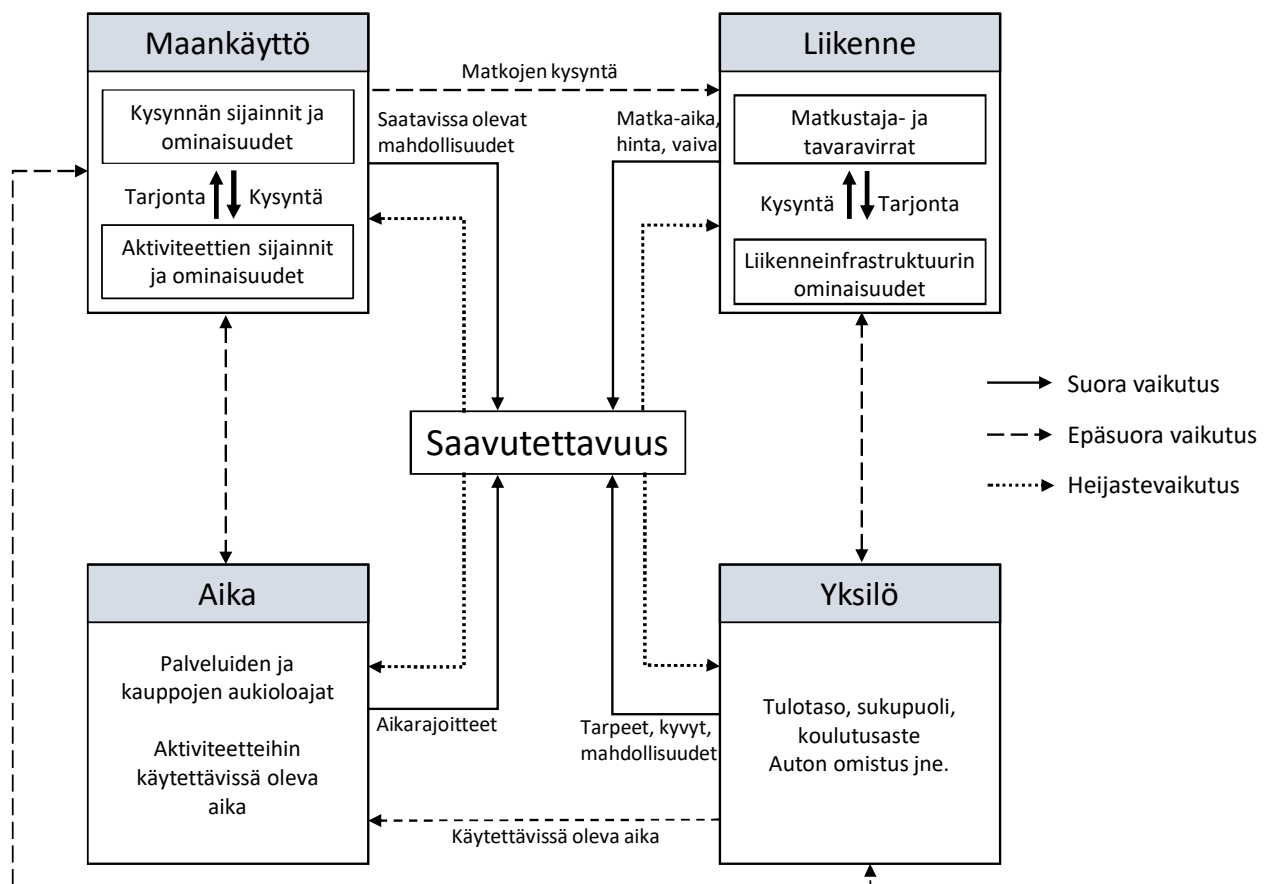 Maankäyttö
Kysynnän sijainnit ja
ominaisuudet
Tarjonta
Kysyntä
Aktiviteettien sijainnit
ja ominaisuudet
Matkojen kysyntä
Saatavissa olevat
mahdollisuudet
Matka-aika,
hinta, vaiva
Liikenne
Matkustaja- ja
tavaravirrat
Kysyntä
Tarjonta
Liikenneinfrastruktuurin
ominaisuudet
Saavutettavuus
Suora vaikutus
Epäsuora vaikutus
Heijastevaikutus
Aika
Palveluiden ja
kauppojen aukioloajat
Aktiviteetteihin
käytettävissä oleva
aika
Aikarajoitteet
Tarpeet, kyvyt,
mahdollisuudet
Käytettävissä oleva aika
Yksilö
Tulotaso, sukupuoli,
koulutusaste
Auton omistus jne.